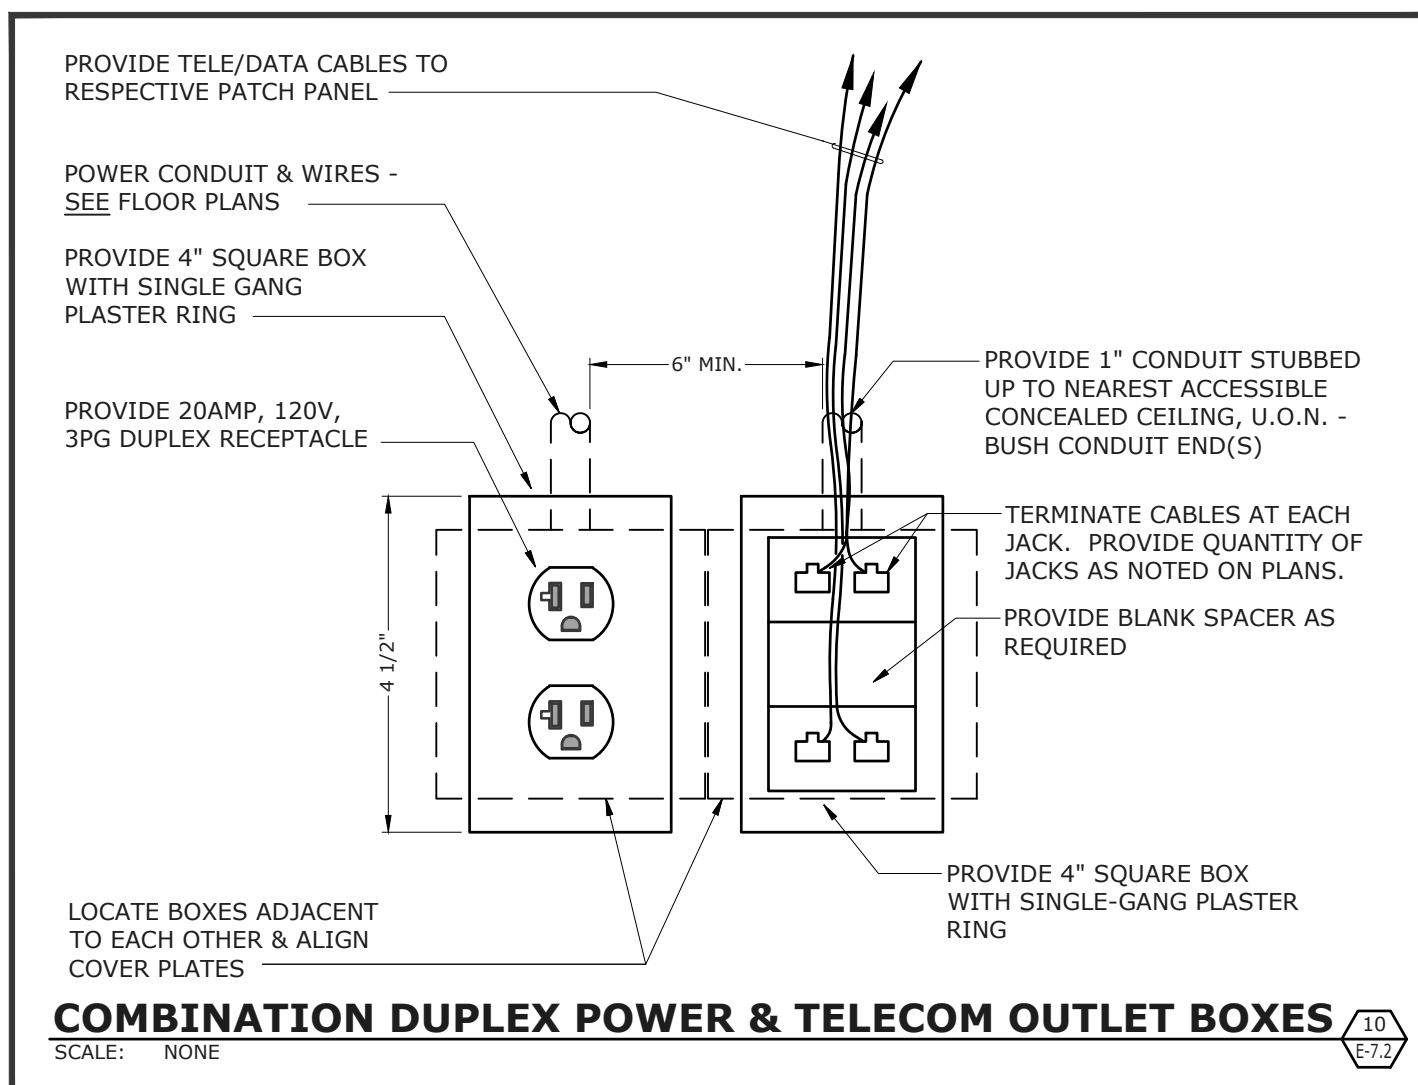 PROVIDE TELE/DATA CABLES TO
RESPECTIVE PATCH PANEL
POWER CONDUIT & WIRES -
SEE FLOOR PLANS
PROVIDE 4" SQUARE BOX
WITH SINGLE GANG
PLASTER RING
PROVIDE 20AMP, 120V,
3PG DUPLEX RECEPTACLE
6" MIN.
PROVIDE 1" CONDUIT STUBBED
UP TO NEAREST ACCESSIBLE
CONCEALED CEILING, U.O.N. -
BUSH CONDUIT END(S)
TERMINATE CABLES AT EACH
JACK. PROVIDE QUANTITY OF
JACKS AS NOTED ON PLANS.
PROVIDE BLANK SPACER AS
REQUIRED
4 1/2"
PROVIDE 4" SQUARE BOX
WITH SINGLE-GANG PLASTER
RING
LOCATE BOXES ADJACENT
TO EACH OTHER & ALIGN
COVER PLATES
COMBINATION DUPLEX POWER & TELECOM OUTLET BOXES
SCALE: NONE
10
E-7.2